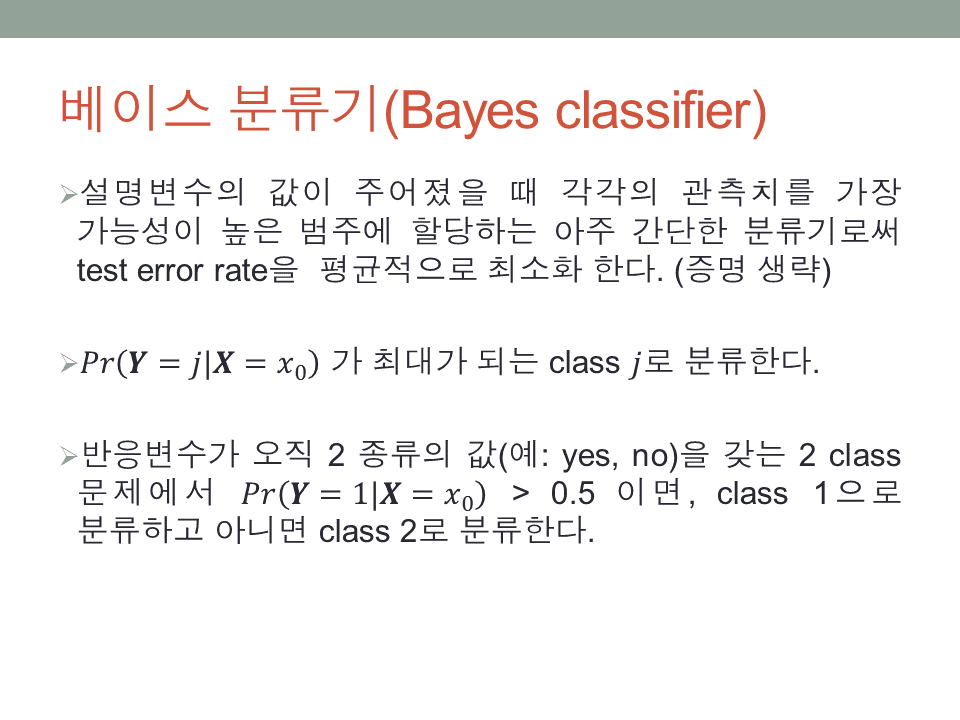 베이스 분류기(Bayes classifier)
➢설명변수의 값이 주어졌을 때 각각의 관측치를 가장
가능성이 높은 범주에 할당하는 아주 간단한 분류기로써
test error rate을 평균적으로 최소화 한다. (증명 생략)
➢𝑃𝑟(𝒀 = 𝑗|𝑿 = 𝑥₀) 가 최대가 되는 class 𝑗로 분류한다.
➢반응변수가 오직 2 종류의 값(예: yes, no)을 갖는 2 class
문제에서 𝑃𝑟(𝒀 = 1|𝑿 = 𝑥₀) > 0.5 이면, class 1으로
분류하고 아니면 class 2로 분류한다.